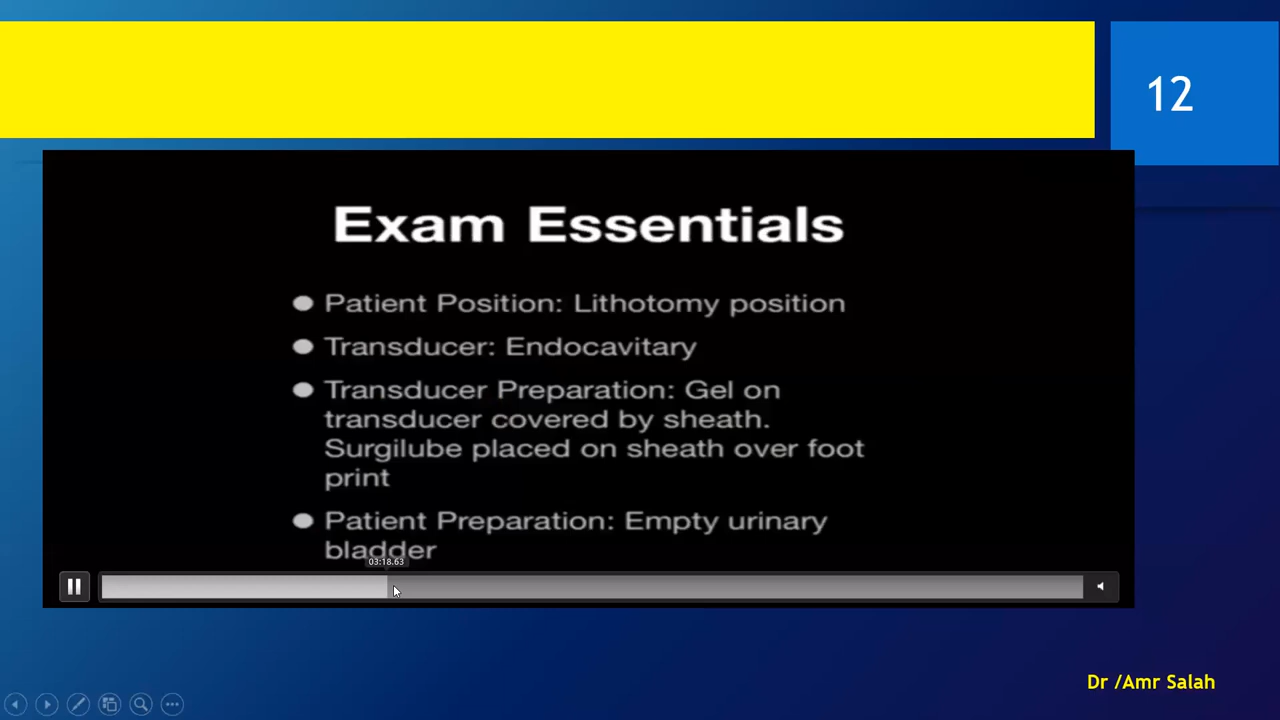 12
Exam Essentials
Patient Position: Lithotomy position
Transducer: Endocavitary
Transducer Preparation: Gel on
transducer covered by sheath.
Surgilube placed on sheath over foot
print
Patient Preparation: Empty urinary
bladder
03:18.63
Dr /Amr Salah